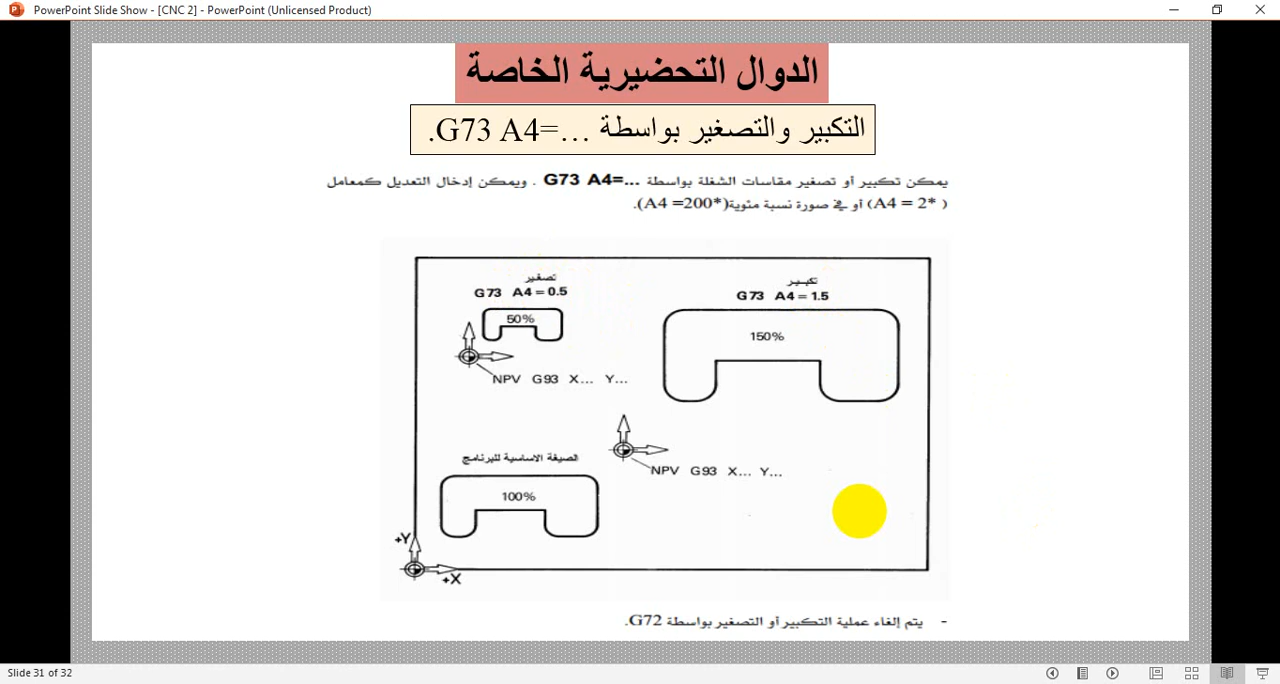 PowerPoint Slide Show - [CNC 2] - PowerPoint (Unlicensed Product)
الدوال التحضيرية الخاصة
التكبير والتصغير بواسطة G73 A4=….
يمكن تكبير أو تصغير مقاسات الشغلة بواسطة G73 A4=... . ويمكن إدخال التعديل كمعامل
( A4 = 2* ) أو في صورة نسبة مئوية(A4 =200*).
تصغير
G73 A4 = 0.5
50%
NPV G93 X... Y...
تكبير
G73 A4 = 1.5
150%
NPV G93 X... Y...
الصيغة الاساسية للبرنامج
100%
+Y
+X
- يتم إلغاء عملية التكبير أو التصغير بواسطة G72.
Slide 31 of 32